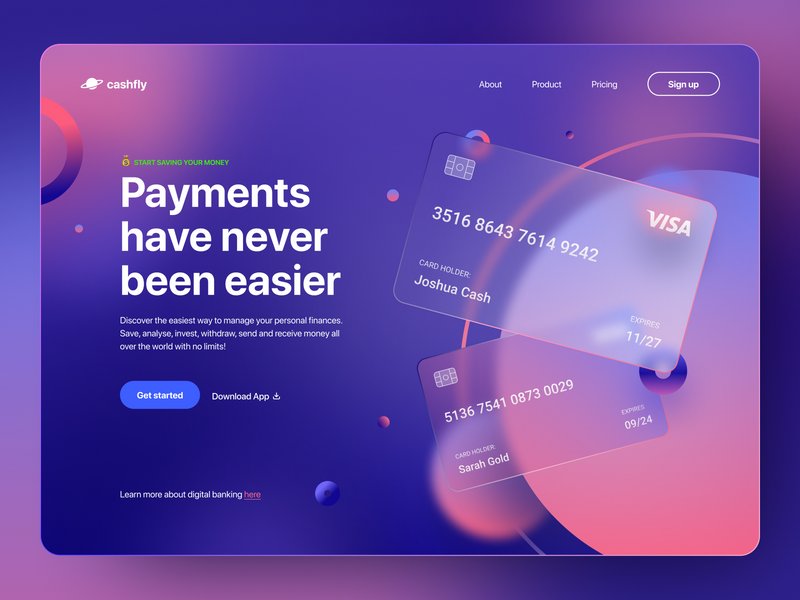 cashfly
About
Product
Pricing
Sign up
START SAVING YOUR MONEY
Payments
have never
been easier
Discover the easiest way to manage your personal finances.
Save, analyse, invest, withdraw, send and receive money all
over the world with no limits!
Get started
Download App
Learn more about digital banking here
VISA
3516 8643 7614 9242
CARD HOLDER:
Joshua Cash
EXPIRES
11/27
5136 7541 0873 0029
CARD HOLDER:
Sarah Gold
EXPIRES
09/24